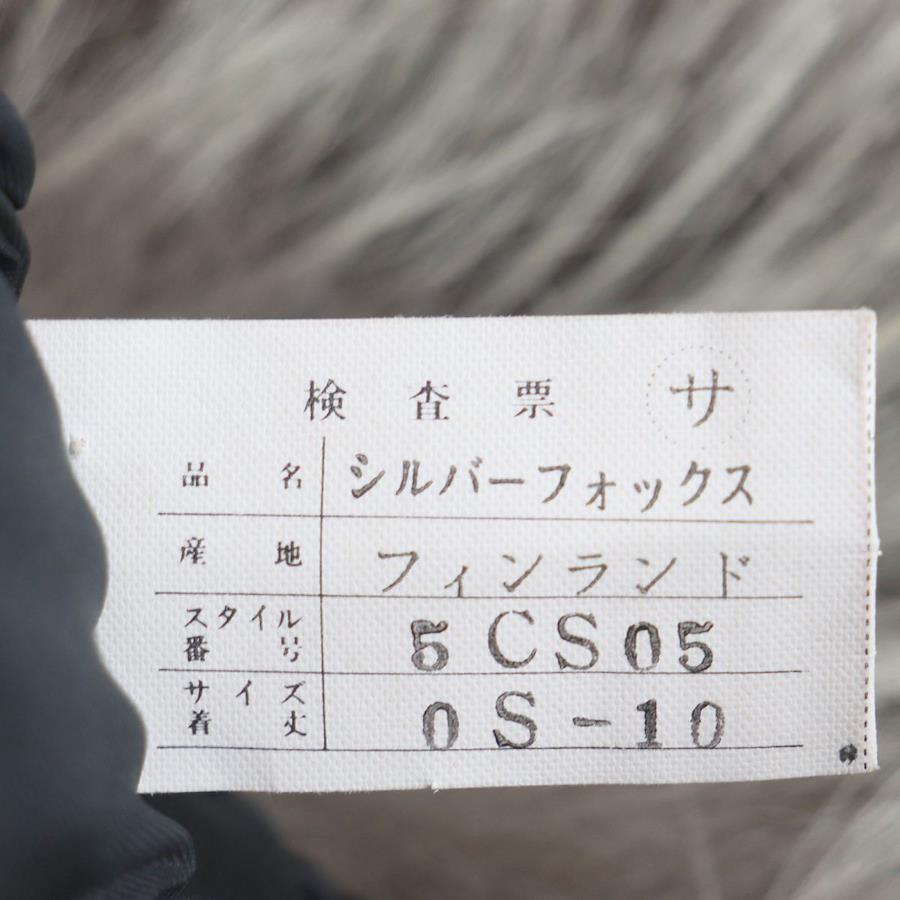 検査票 サ
品名 シルバーフォックス
産地 フィンランド
スタイル
番号 5CS05
サイズ
着丈 0S-10